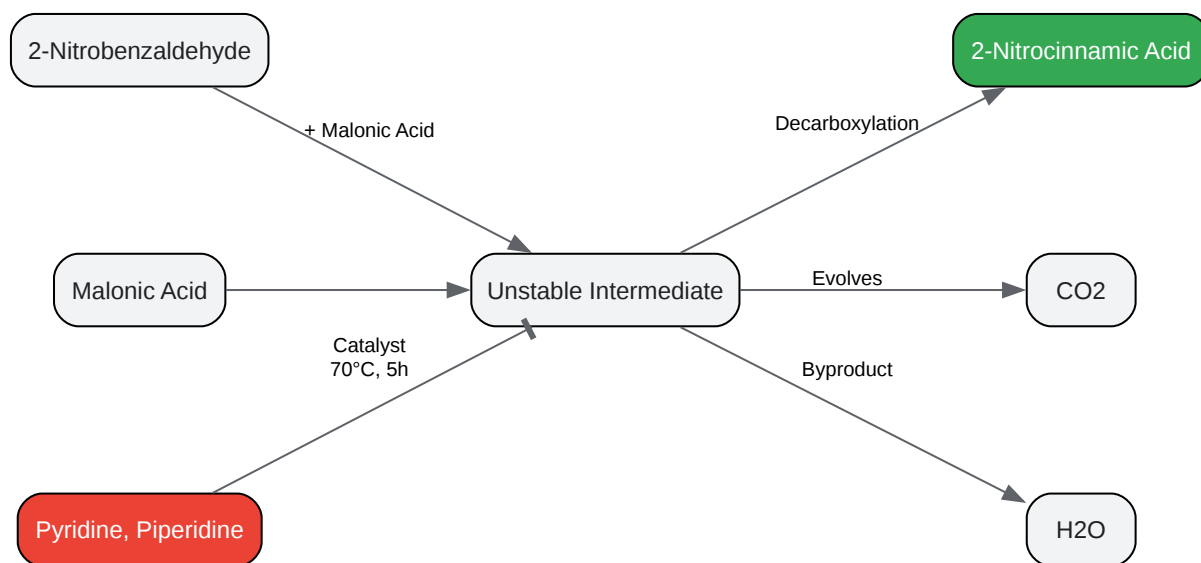 2-Nitrobenzaldehyde
2-Nitrocinnamic Acid
+ Malonic Acid
Decarboxylation
Malonic Acid
Unstable Intermediate
Evolves
CO2
Catalyst
70°C, 5h
Byproduct
Pyridine, Piperidine
H2O